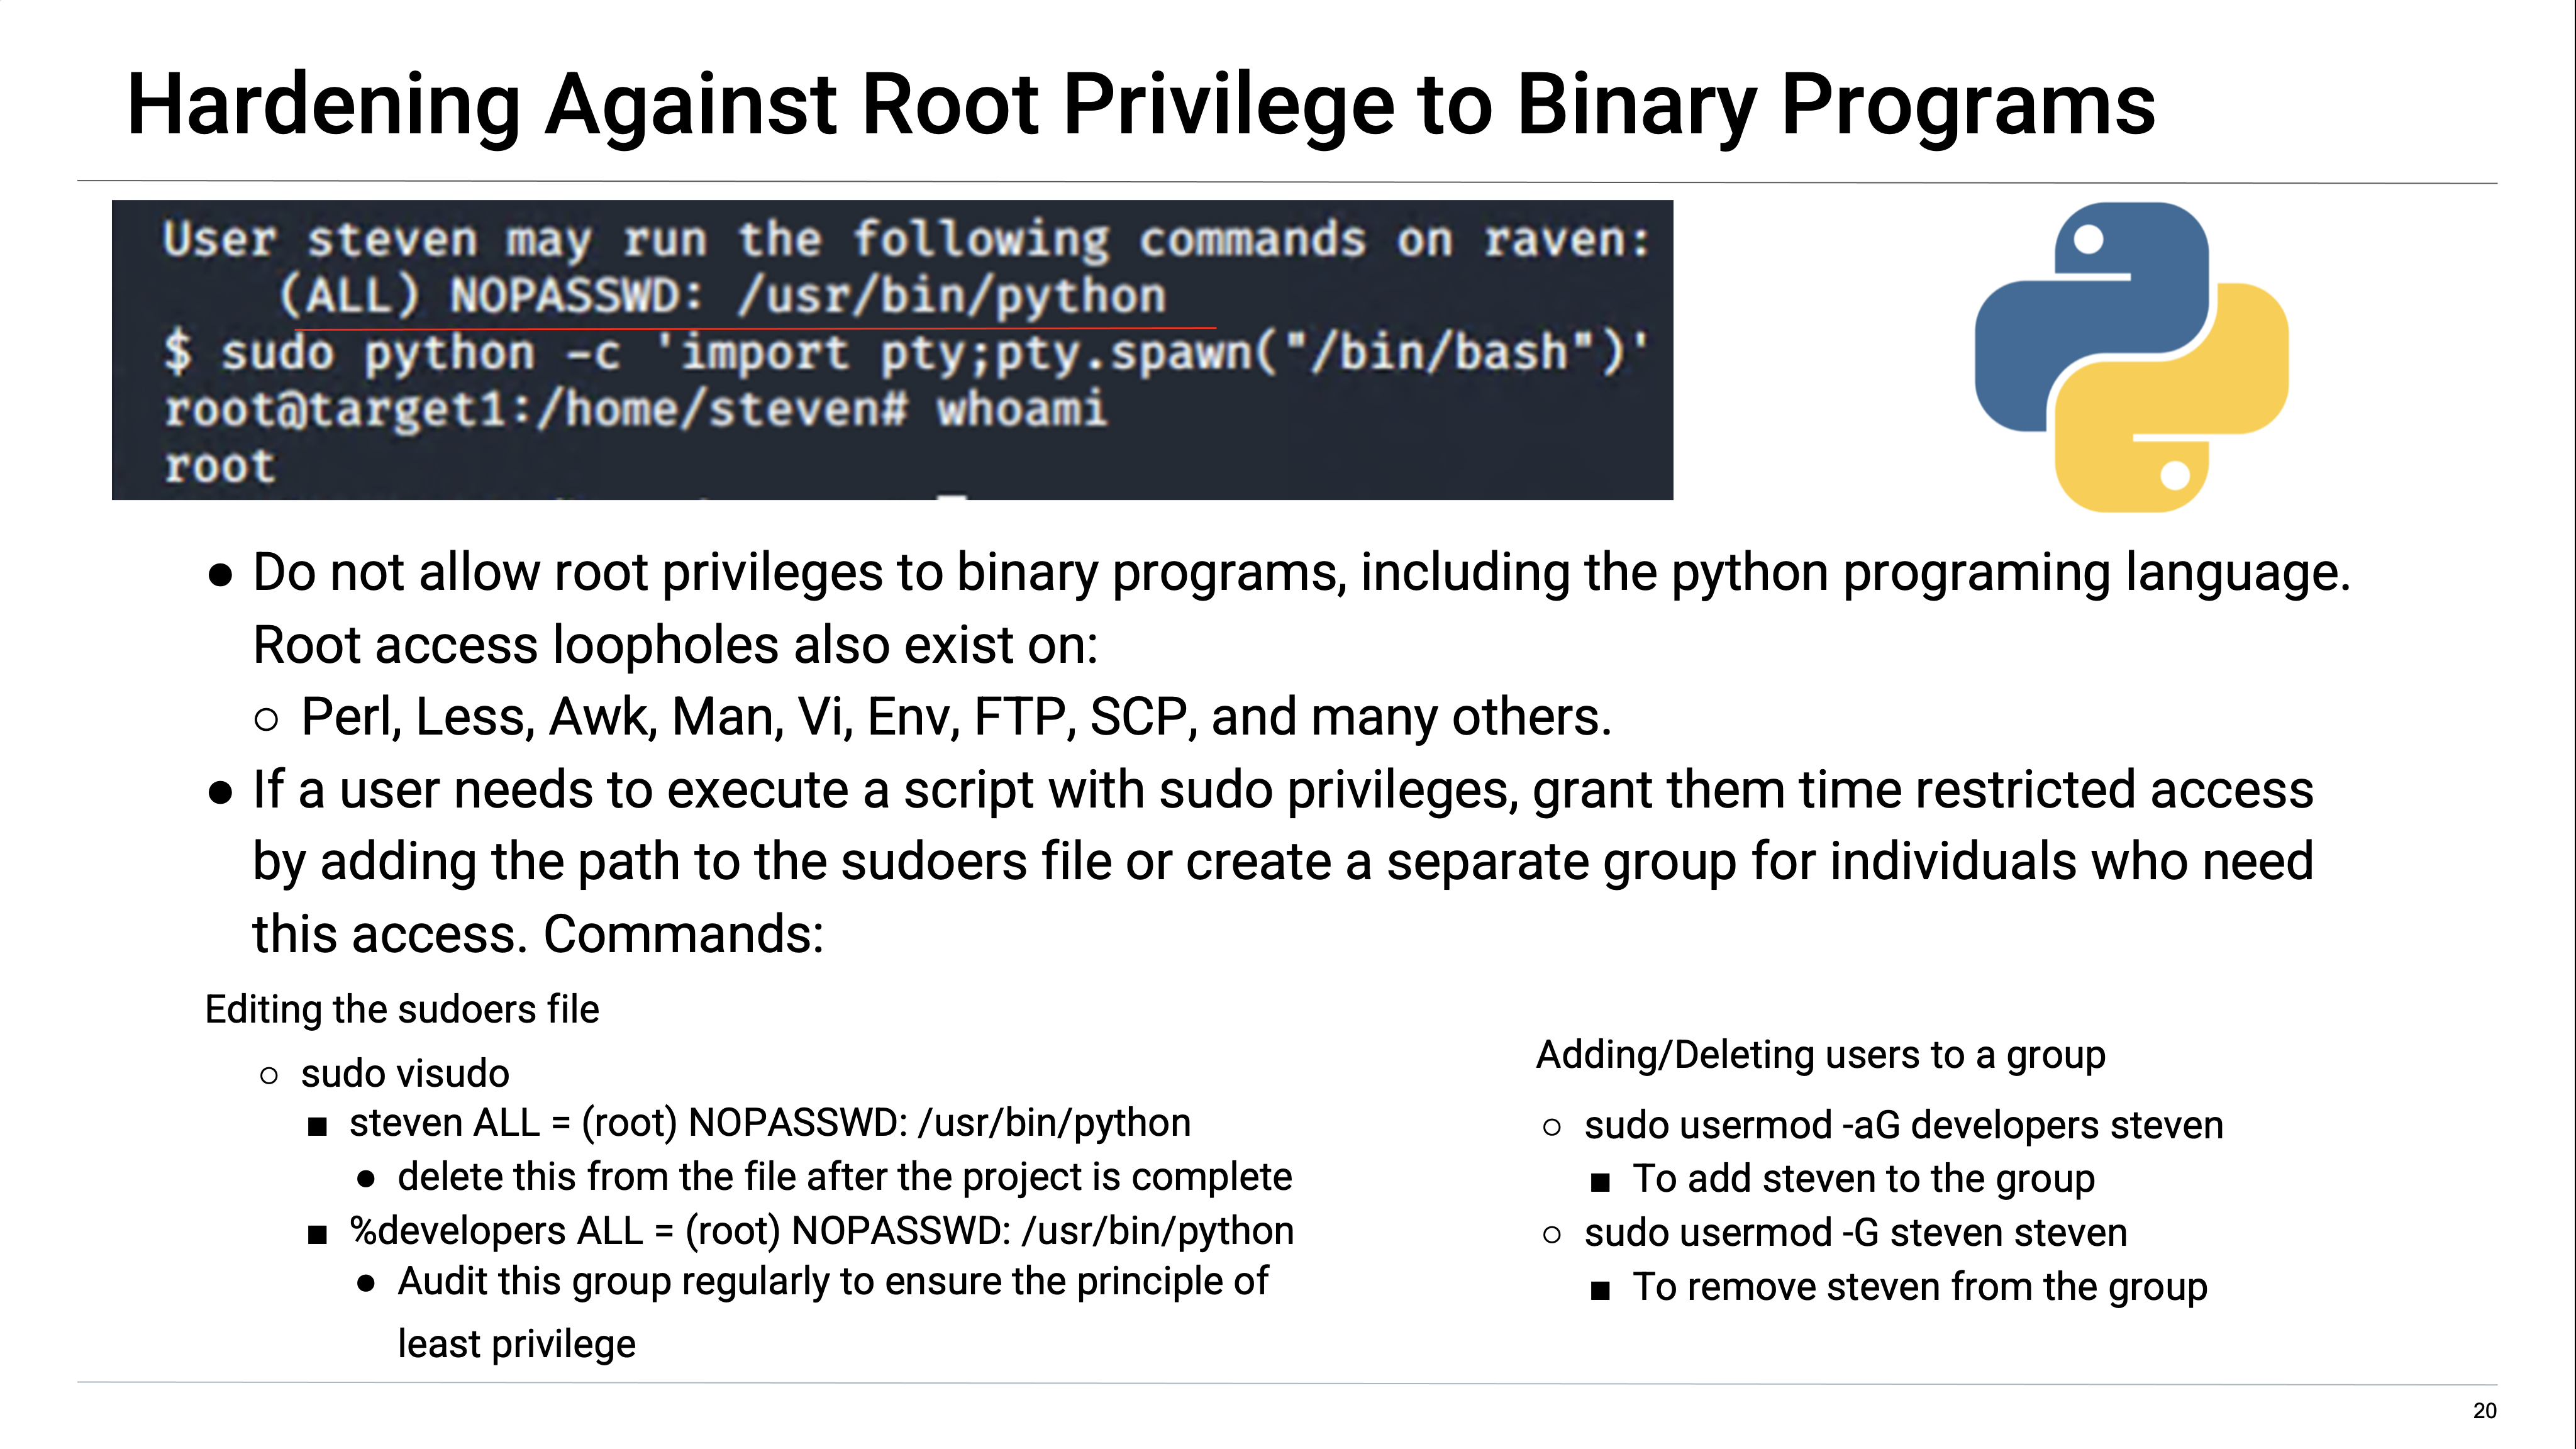 Hardening Against Root Privilege to Binary Programs
User steven may run the following commands on raven:
(ALL) NOPASSWD: /usr/bin/python
$ sudo python -c 'import pty;pty.spawn("/bin/bash")'
root@target1:/home/steven# whoami
root
● Do not allow root privileges to binary programs, including the python programing language.
Root access loopholes also exist on:
○ Perl, Less, Awk, Man, Vi, Env, FTP, SCP, and many others.
● If a user needs to execute a script with sudo privileges, grant them time restricted access
by adding the path to the sudoers file or create a separate group for individuals who need
this access. Commands:
Editing the sudoers file
○ sudo visudo
■ steven ALL = (root) NOPASSWD: /usr/bin/python
● delete this from the file after the project is complete
■ %developers ALL = (root) NOPASSWD: /usr/bin/python
● Audit this group regularly to ensure the principle of
least privilege
Adding/Deleting users to a group
○ sudo usermod -aG developers steven
■ To add steven to the group
○ sudo usermod -G steven steven
■ To remove steven from the group
20